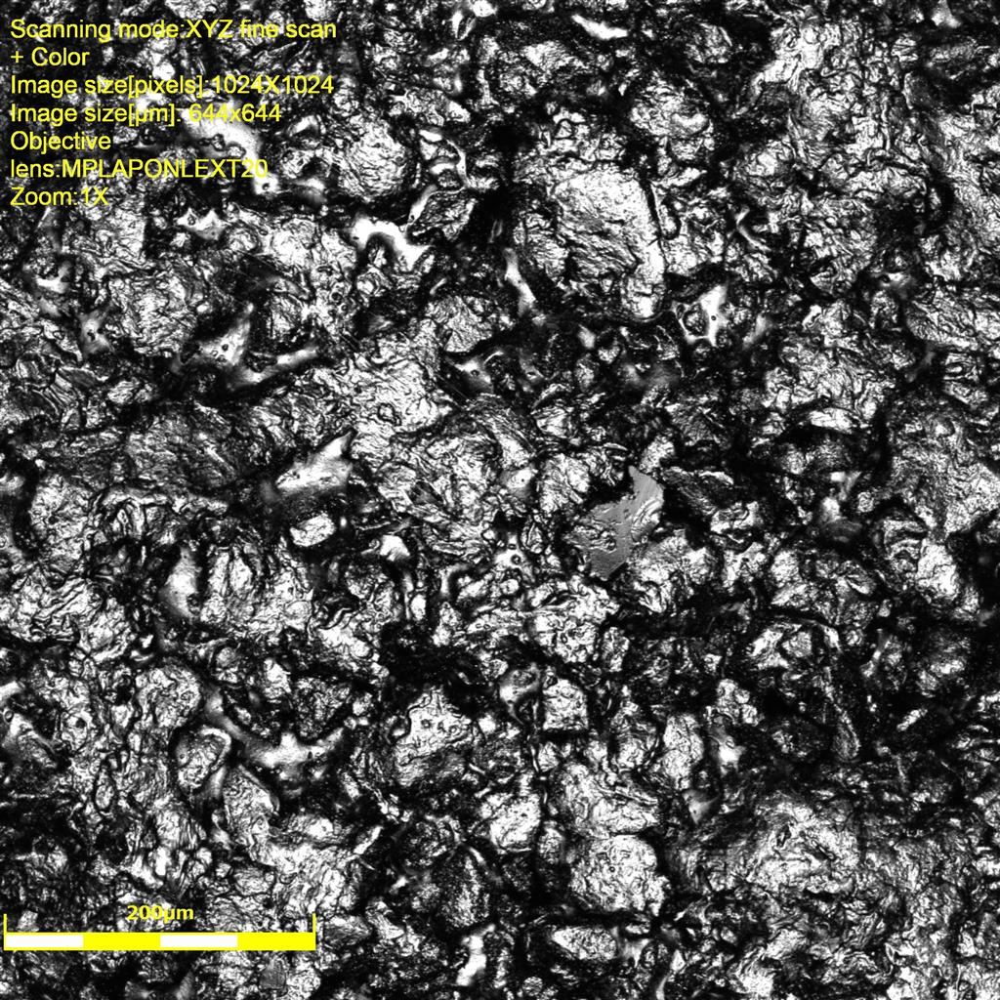 Scanning mode:XYZ fine scan
+ Color
Image size[pixels]:1024X1024
Image size[µm]: 644x644
Objective
lens:MPLAPONLEXT20
Zoom:1X
200µm